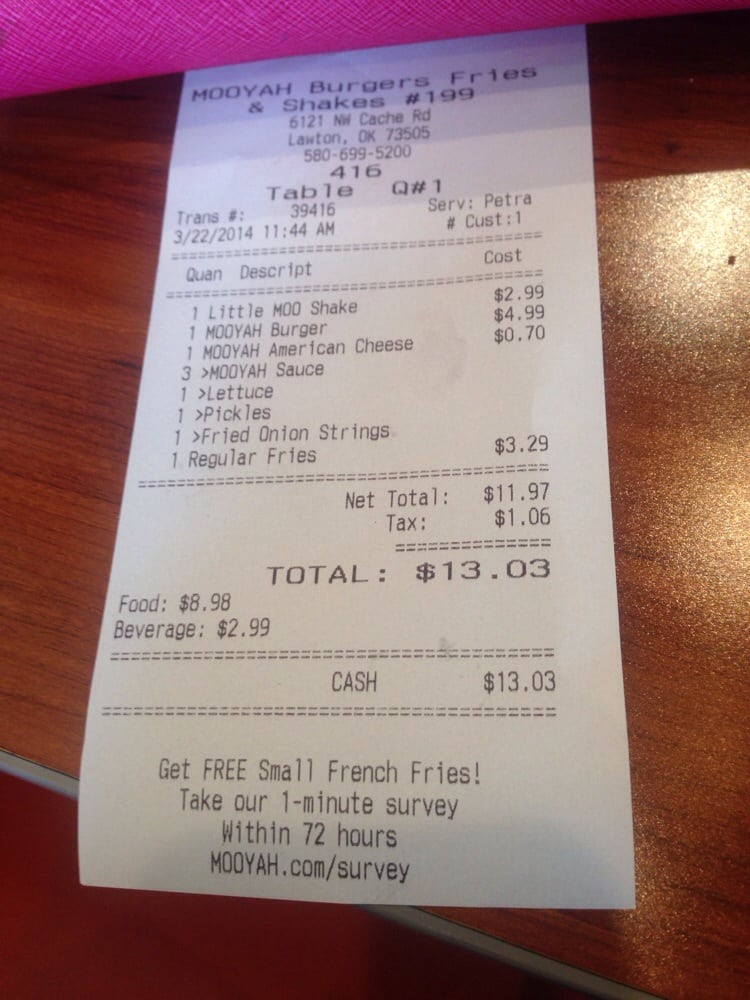 MOOYAH Burgers Fries
& Shakes #199
6121 NW Cache Rd
Lawton, OK 73505
580-699-5200
416
Table Q#1
Trans #: 39416 Serv: Petra
3/22/2014 11:44 AM # Cust:1
Quan Descript Cost
1 Little MOO Shake $2.99
1 MOOYAH Burger $4.99
1 MOOYAH American Cheese $0.70
3 >MOOYAH Sauce
1 >Lettuce
1 >Pickles
1 >Fried Onion Strings
1 Regular Fries $3.29
Net Total: $11.97
Tax: $1.06
TOTAL: $13.03
Food: $8.98
Beverage: $2.99
CASH $13.03
Get FREE Small French Fries!
Take our 1-minute survey
Within 72 hours
MOOYAH.com/survey